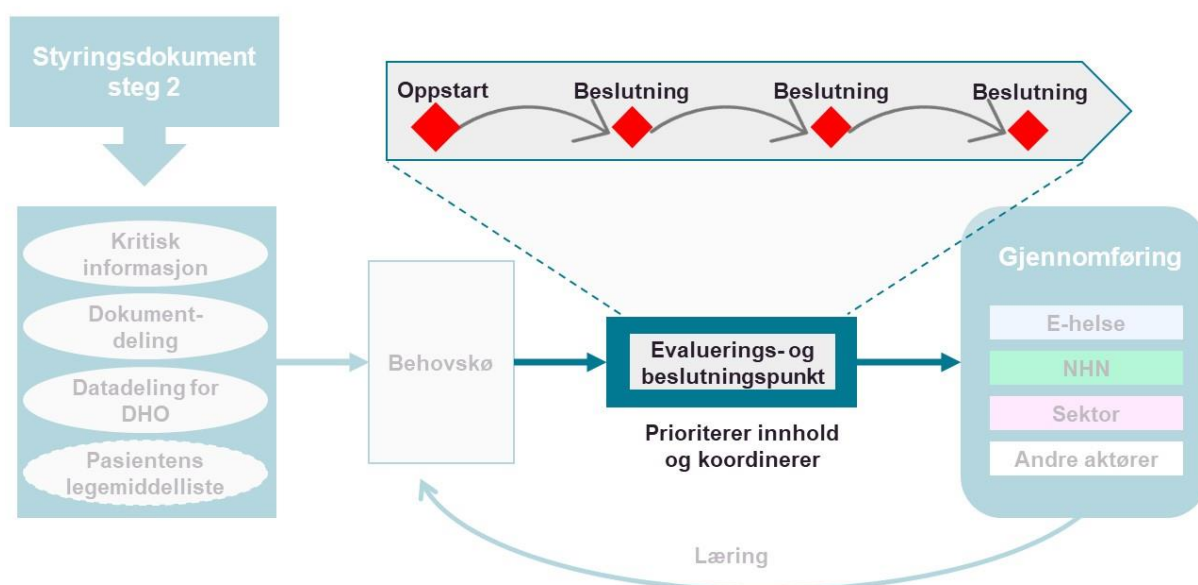 Styringsdokument
steg 2
Oppstart
Beslutning
Beslutning
Beslutning
Kritisk
informasjon
Dokument-
deling
Datadeling for
DHO
Pasientens
legemiddelliste
Behovskø
Evaluerings- og
beslutningspunkt
Prioriterer innhold
og koordinerer
Gjennomføring
E-helse
NHN
Sektor
Andre aktører
Læring